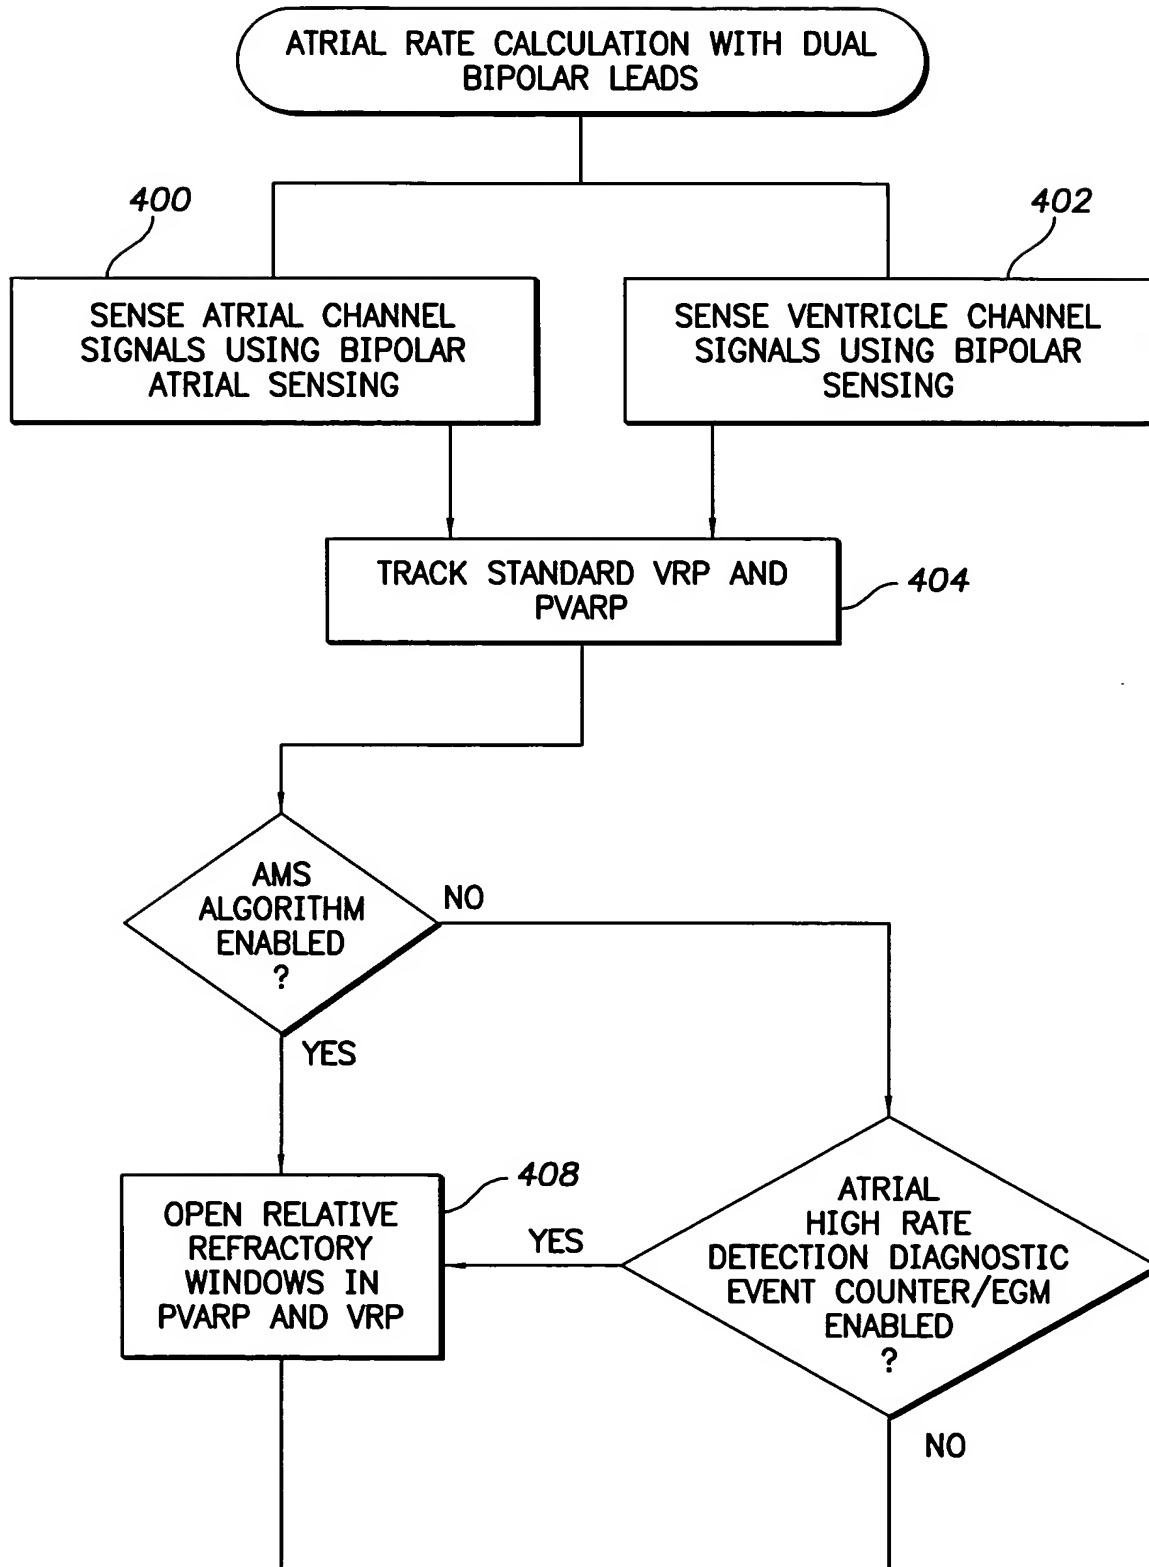 ATRIAL RATE CALCULATION WITH DUAL
BIPOLAR LEADS
400
402
SENSE ATRIAL CHANNEL
SIGNALS USING BIPOLAR
ATRIAL SENSING
SENSE VENTRICLE CHANNEL
SIGNALS USING BIPOLAR
SENSING
TRACK STANDARD VRP AND
PVARP
404
AMS
ALGORITHM
ENABLED
?
NO
YES
408
OPEN RELATIVE
REFRACTORY
WINDOWS IN
PVARP AND VRP
YES
ATRIAL
HIGH RATE
DETECTION DIAGNOSTIC
EVENT COUNTER/EGM
ENABLED
?
NO